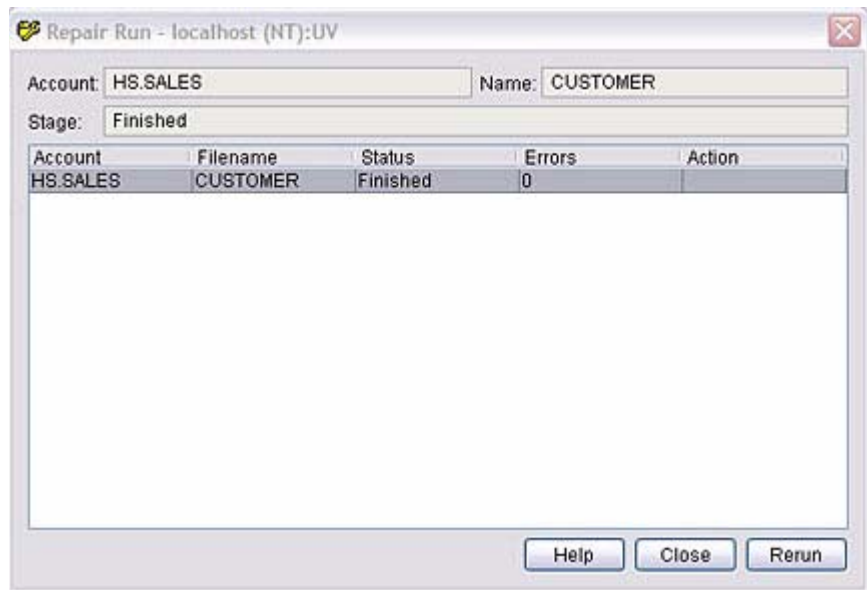 Repair Run - localhost (NT):UV
Account: HS.SALES Name: CUSTOMER
Stage: Finished
Account Filename Status Errors Action
HS.SALES CUSTOMER Finished 0
Help Close Rerun